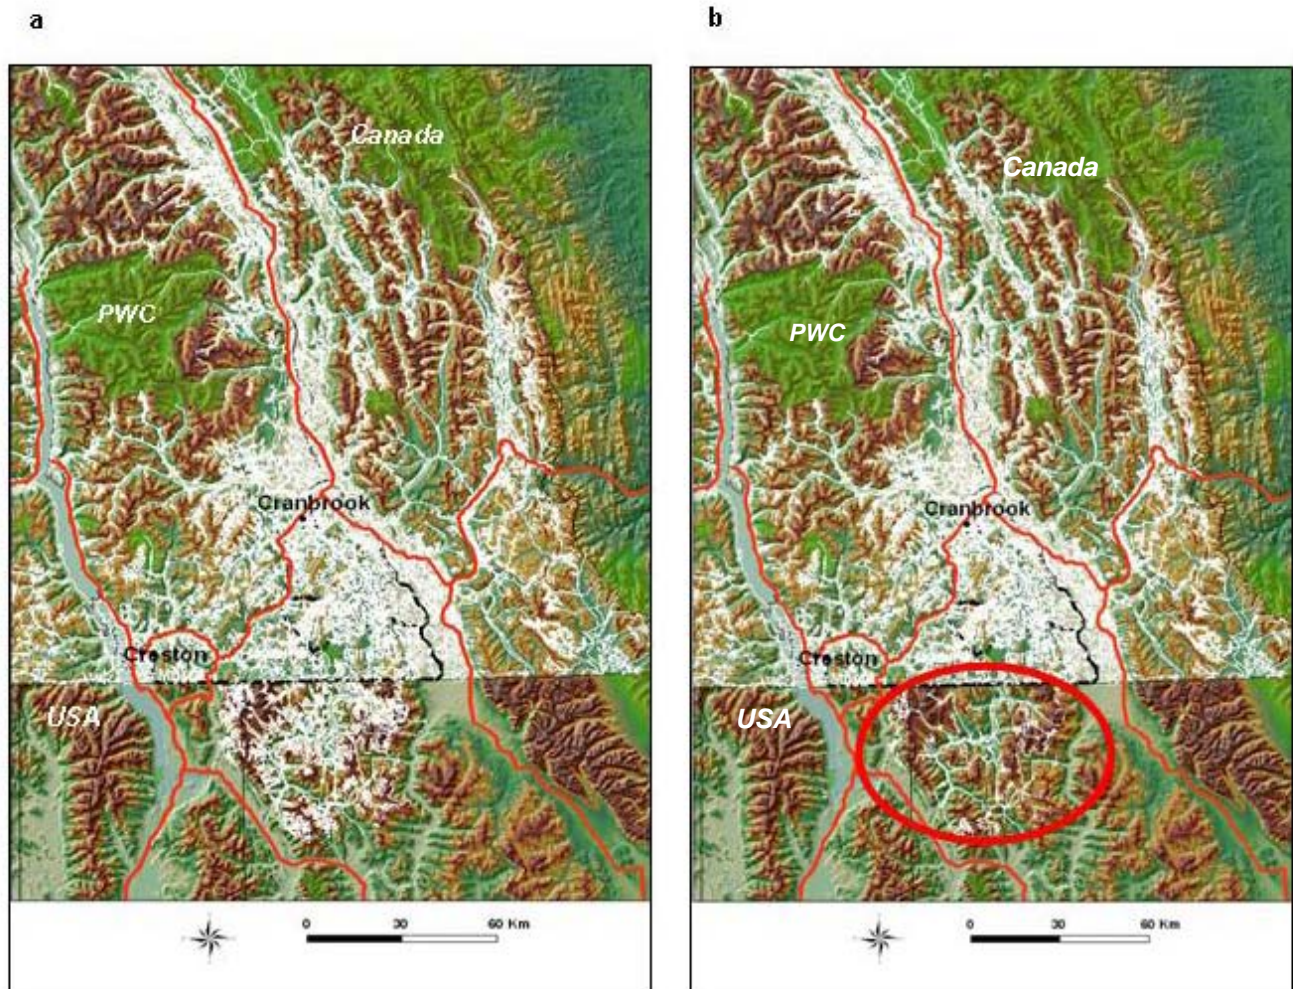 a
Canada
PWC
Cranbrook
Creston
USA
0 30 60 Km
b
Canada
PWC
Cranbrook
Creston
USA
0 30 60 Km